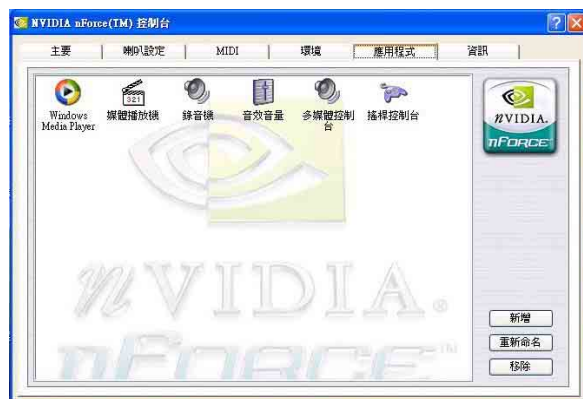 NVIDIA nForce(TM) 控制台
主要 喇叭設定 MIDI 環境 應用程式 資訊
Windows Media Player
媒體播放機
錄音機
音效音量
多媒體控制台
搖桿控制台
nVIDIA.
nFORCE
nVIDIA.®
nFORCE™
新增
重新命名
移除